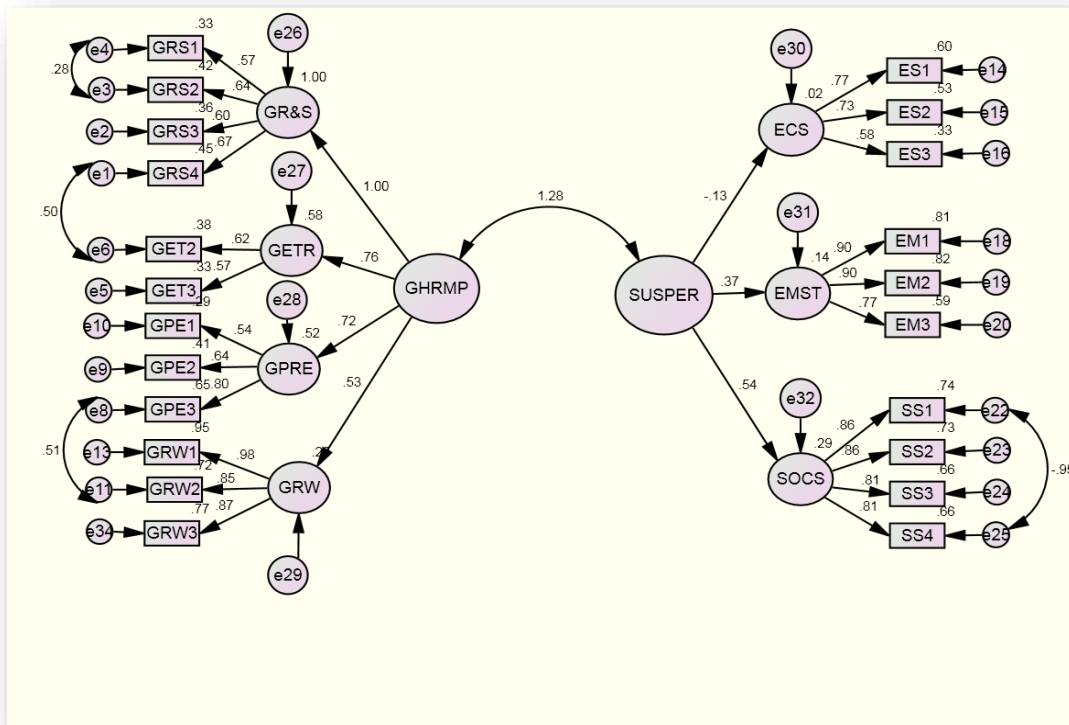 .33
e4
GRS1
.57
.28
.42
e3
GRS2
.64
.36
e2
GRS3
.60
.45
.67
e1
GRS4
e26
1.00
GR&S
.50
1.00
e27
.58
.38
e6
GET2
.62
GETR
.33
.57
e5
GET3
.76
GHRMP
e28
.29
e10
GPE1
.54
.52
.41
e9
GPE2
.64
GPRE
.72
.65
.80
e8
GPE3
.51
.53
.95
e13
GRW1
.98
.72
e11
GRW2
.85
GRW
.77
.87
e34
GRW3
e29
1.28
SUSPER
e30
.02
ECS
-.13
.60
.77
ES1
e14
.53
.73
ES2
e15
.33
.58
ES3
e16
e31
.14
EMST
.37
.81
.90
EM1
e18
.82
.90
EM2
e19
.59
.77
EM3
e20
.54
e32
.29
SOCS
.74
.86
SS1
e22
.73
.86
SS2
e23
.66
.81
SS3
e24
.66
.81
SS4
e25
-.95